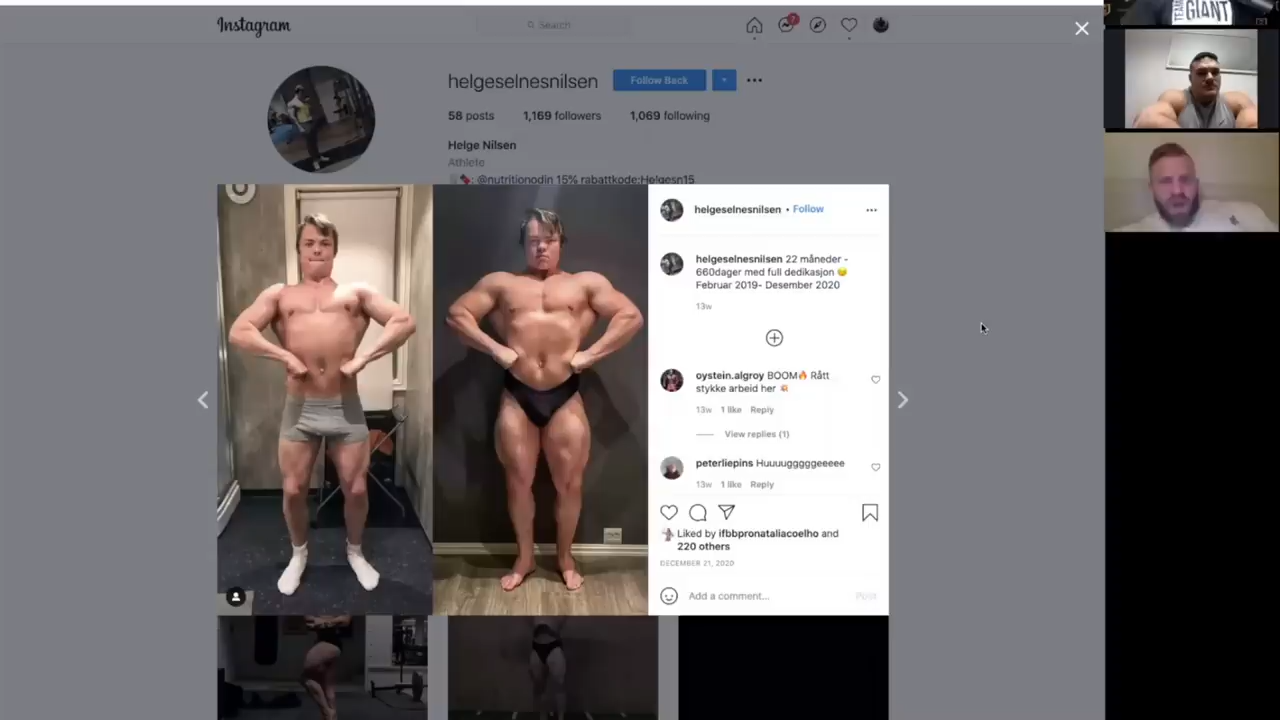 Instagram
Search
7
helgeselnesnilsen
Follow Back
58 posts
1,169 followers
1,069 following
Helge Nilsen
Athlete
: @nutritionodin 15% rabattkode:Helgesn15
helgeselnesnilsen • Follow
helgeselnesnilsen 22 måneder -
660dager med full dedikasjon 😉
Februar 2019- Desember 2020
13w
oystein.algroy BOOM🔥 Rått
stykke arbeid her 💥
13w 1 like Reply
View replies (1)
peterliepins Huuuugggggeeeee
13w 1 like Reply
Liked by ifbbpronataliacoelho and
220 others
DECEMBER 21, 2020
Add a comment...
Post
TEAM
GIANT